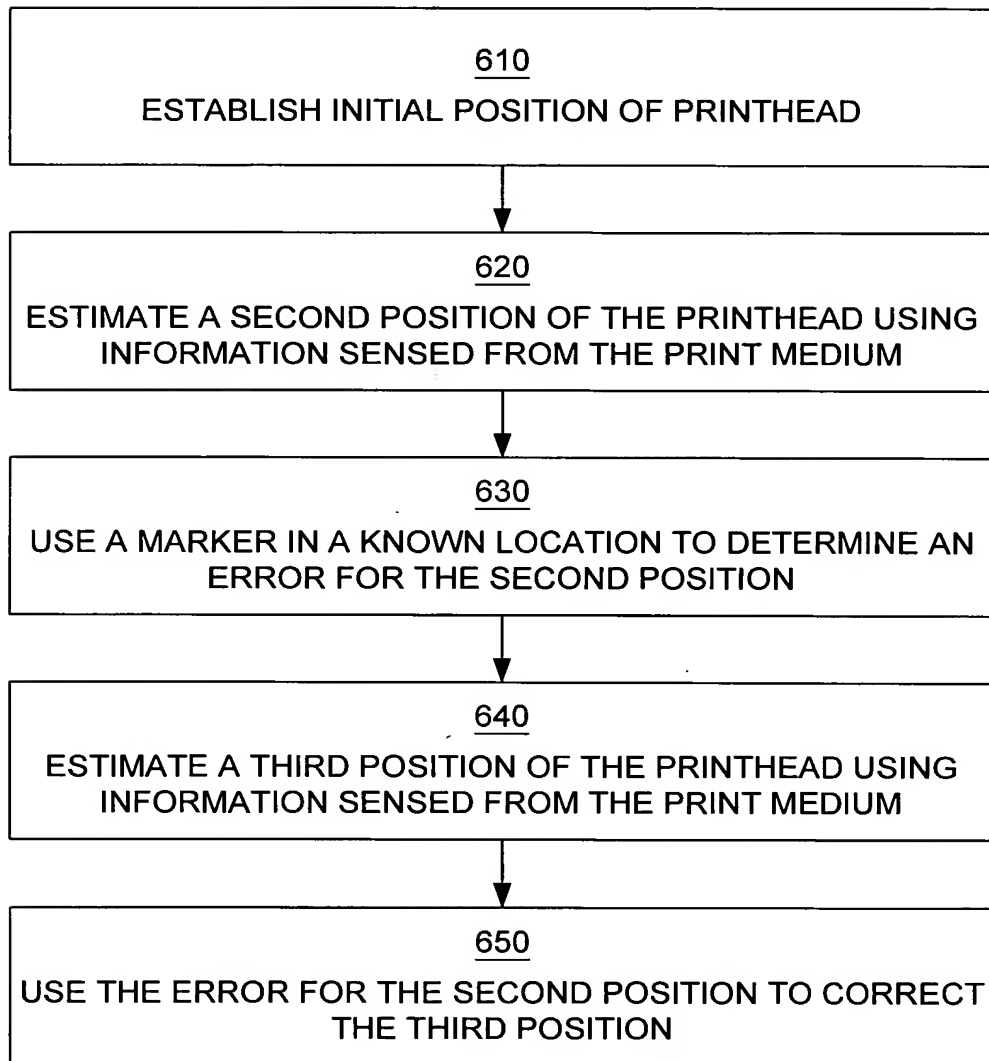 610
ESTABLISH INITIAL POSITION OF PRINTHEAD
620
ESTIMATE A SECOND POSITION OF THE PRINTHEAD USING
INFORMATION SENSED FROM THE PRINT MEDIUM
630
USE A MARKER IN A KNOWN LOCATION TO DETERMINE AN
ERROR FOR THE SECOND POSITION
640
ESTIMATE A THIRD POSITION OF THE PRINTHEAD USING
INFORMATION SENSED FROM THE PRINT MEDIUM
650
USE THE ERROR FOR THE SECOND POSITION TO CORRECT
THE THIRD POSITION